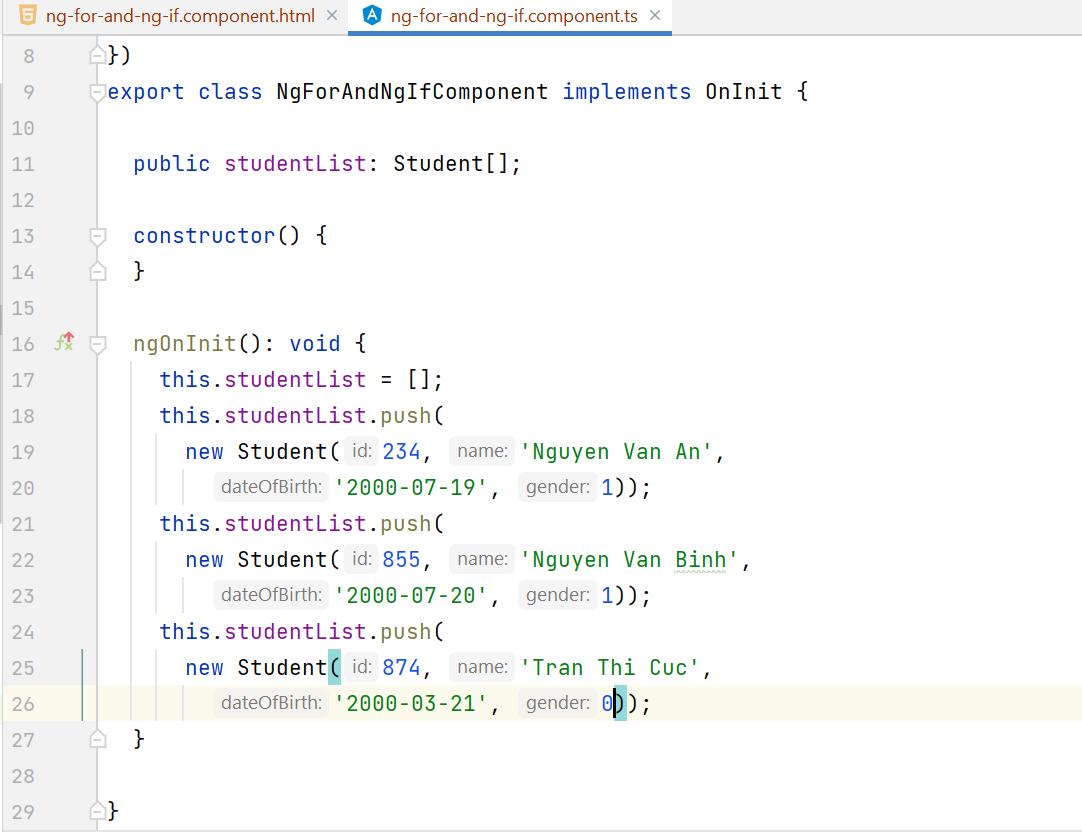 ng-for-and-ng-if.component.html × ng-for-and-ng-if.component.ts ×
8 })
9 export class NgForAndNgIfComponent implements OnInit {
10
11 public studentList: Student[];
12
13 constructor() {
14 }
15
16 ngOnInit(): void {
17 this.studentList = [];
18 this.studentList.push(
19 new Student( id: 234, name: 'Nguyen Van An',
20 dateOfBirth: '2000-07-19', gender: 1));
21 this.studentList.push(
22 new Student( id: 855, name: 'Nguyen Van Binh',
23 dateOfBirth: '2000-07-20', gender: 1));
24 this.studentList.push(
25 new Student( id: 874, name: 'Tran Thi Cuc',
26 dateOfBirth: '2000-03-21', gender: 0));
27 }
28
29 }